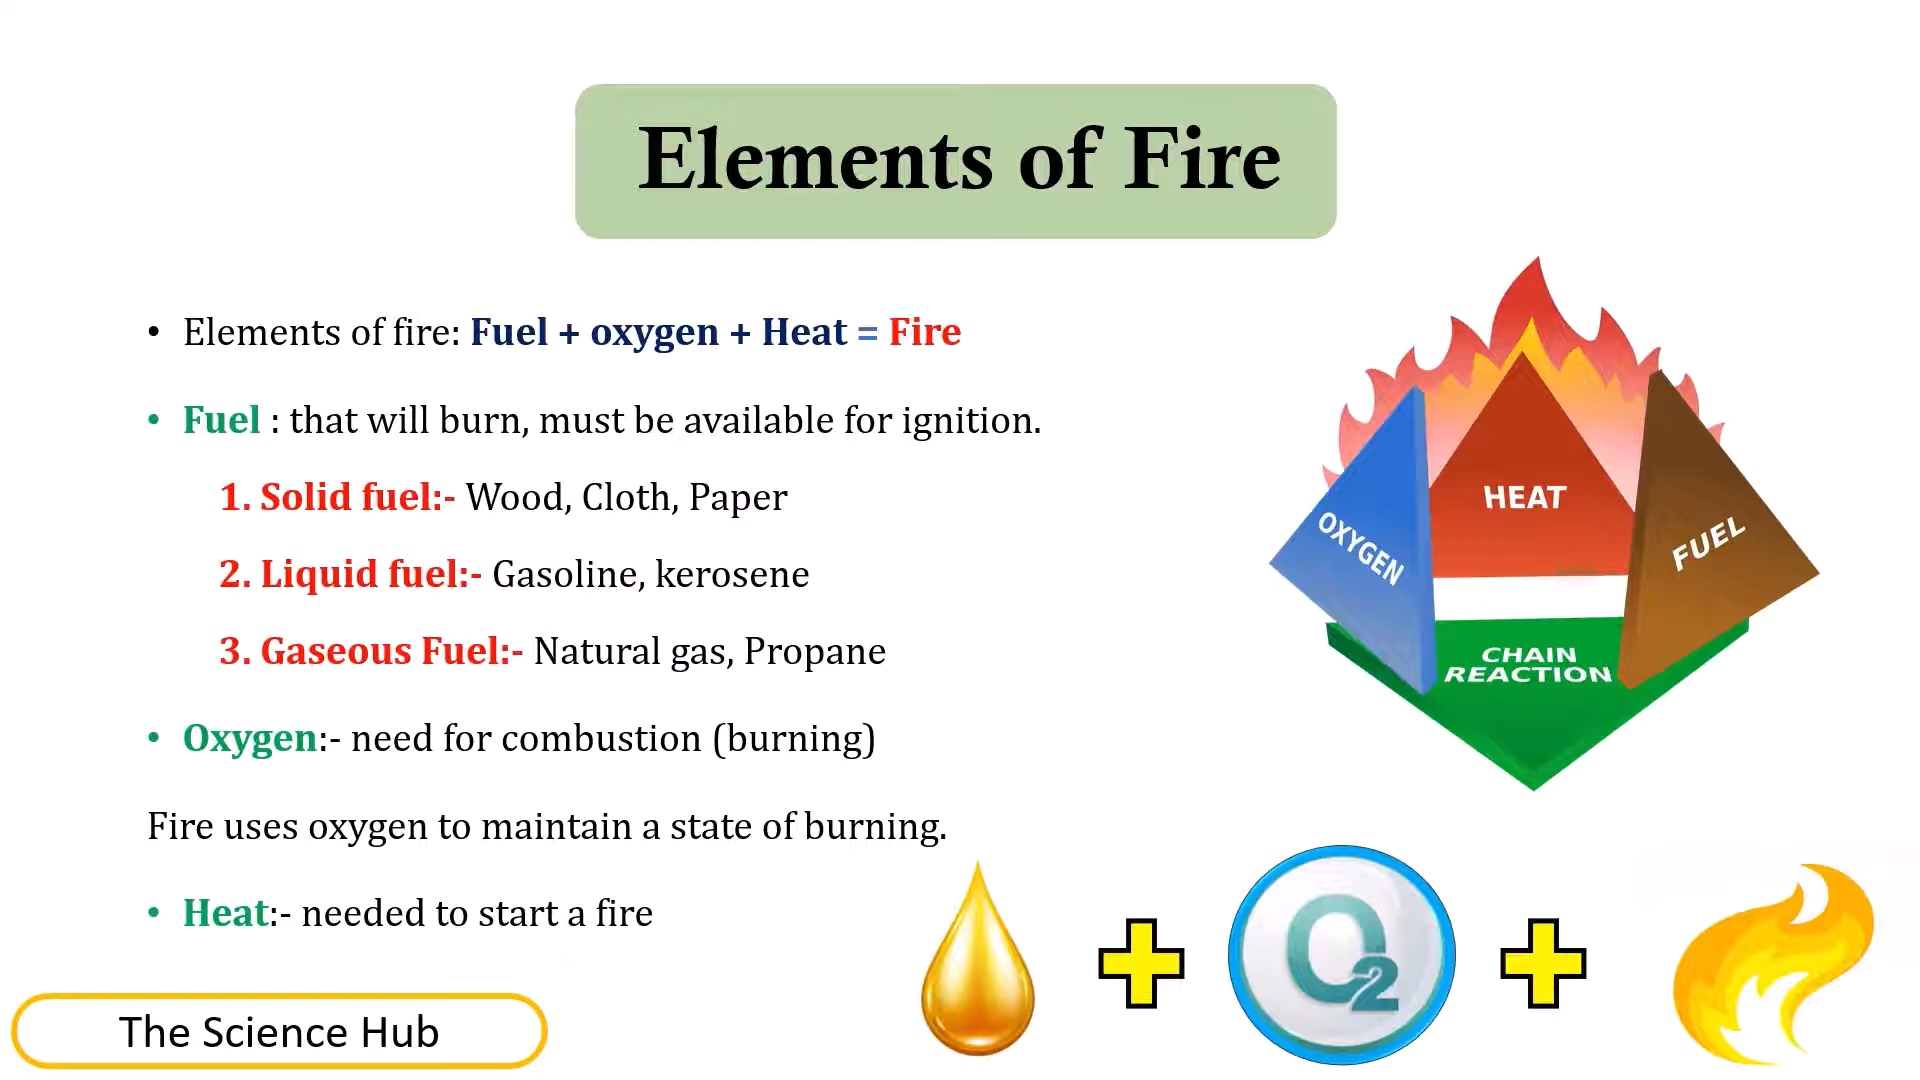 Elements of Fire
• Elements of fire: Fuel + oxygen + Heat = Fire
• Fuel : that will burn, must be available for ignition.
1. Solid fuel:- Wood, Cloth, Paper
2. Liquid fuel:- Gasoline, kerosene
3. Gaseous Fuel:- Natural gas, Propane
• Oxygen:- need for combustion (burning)
Fire uses oxygen to maintain a state of burning.
• Heat:- needed to start a fire
HEAT
OXYGEN
FUEL
CHAIN
REACTION
O2
The Science Hub